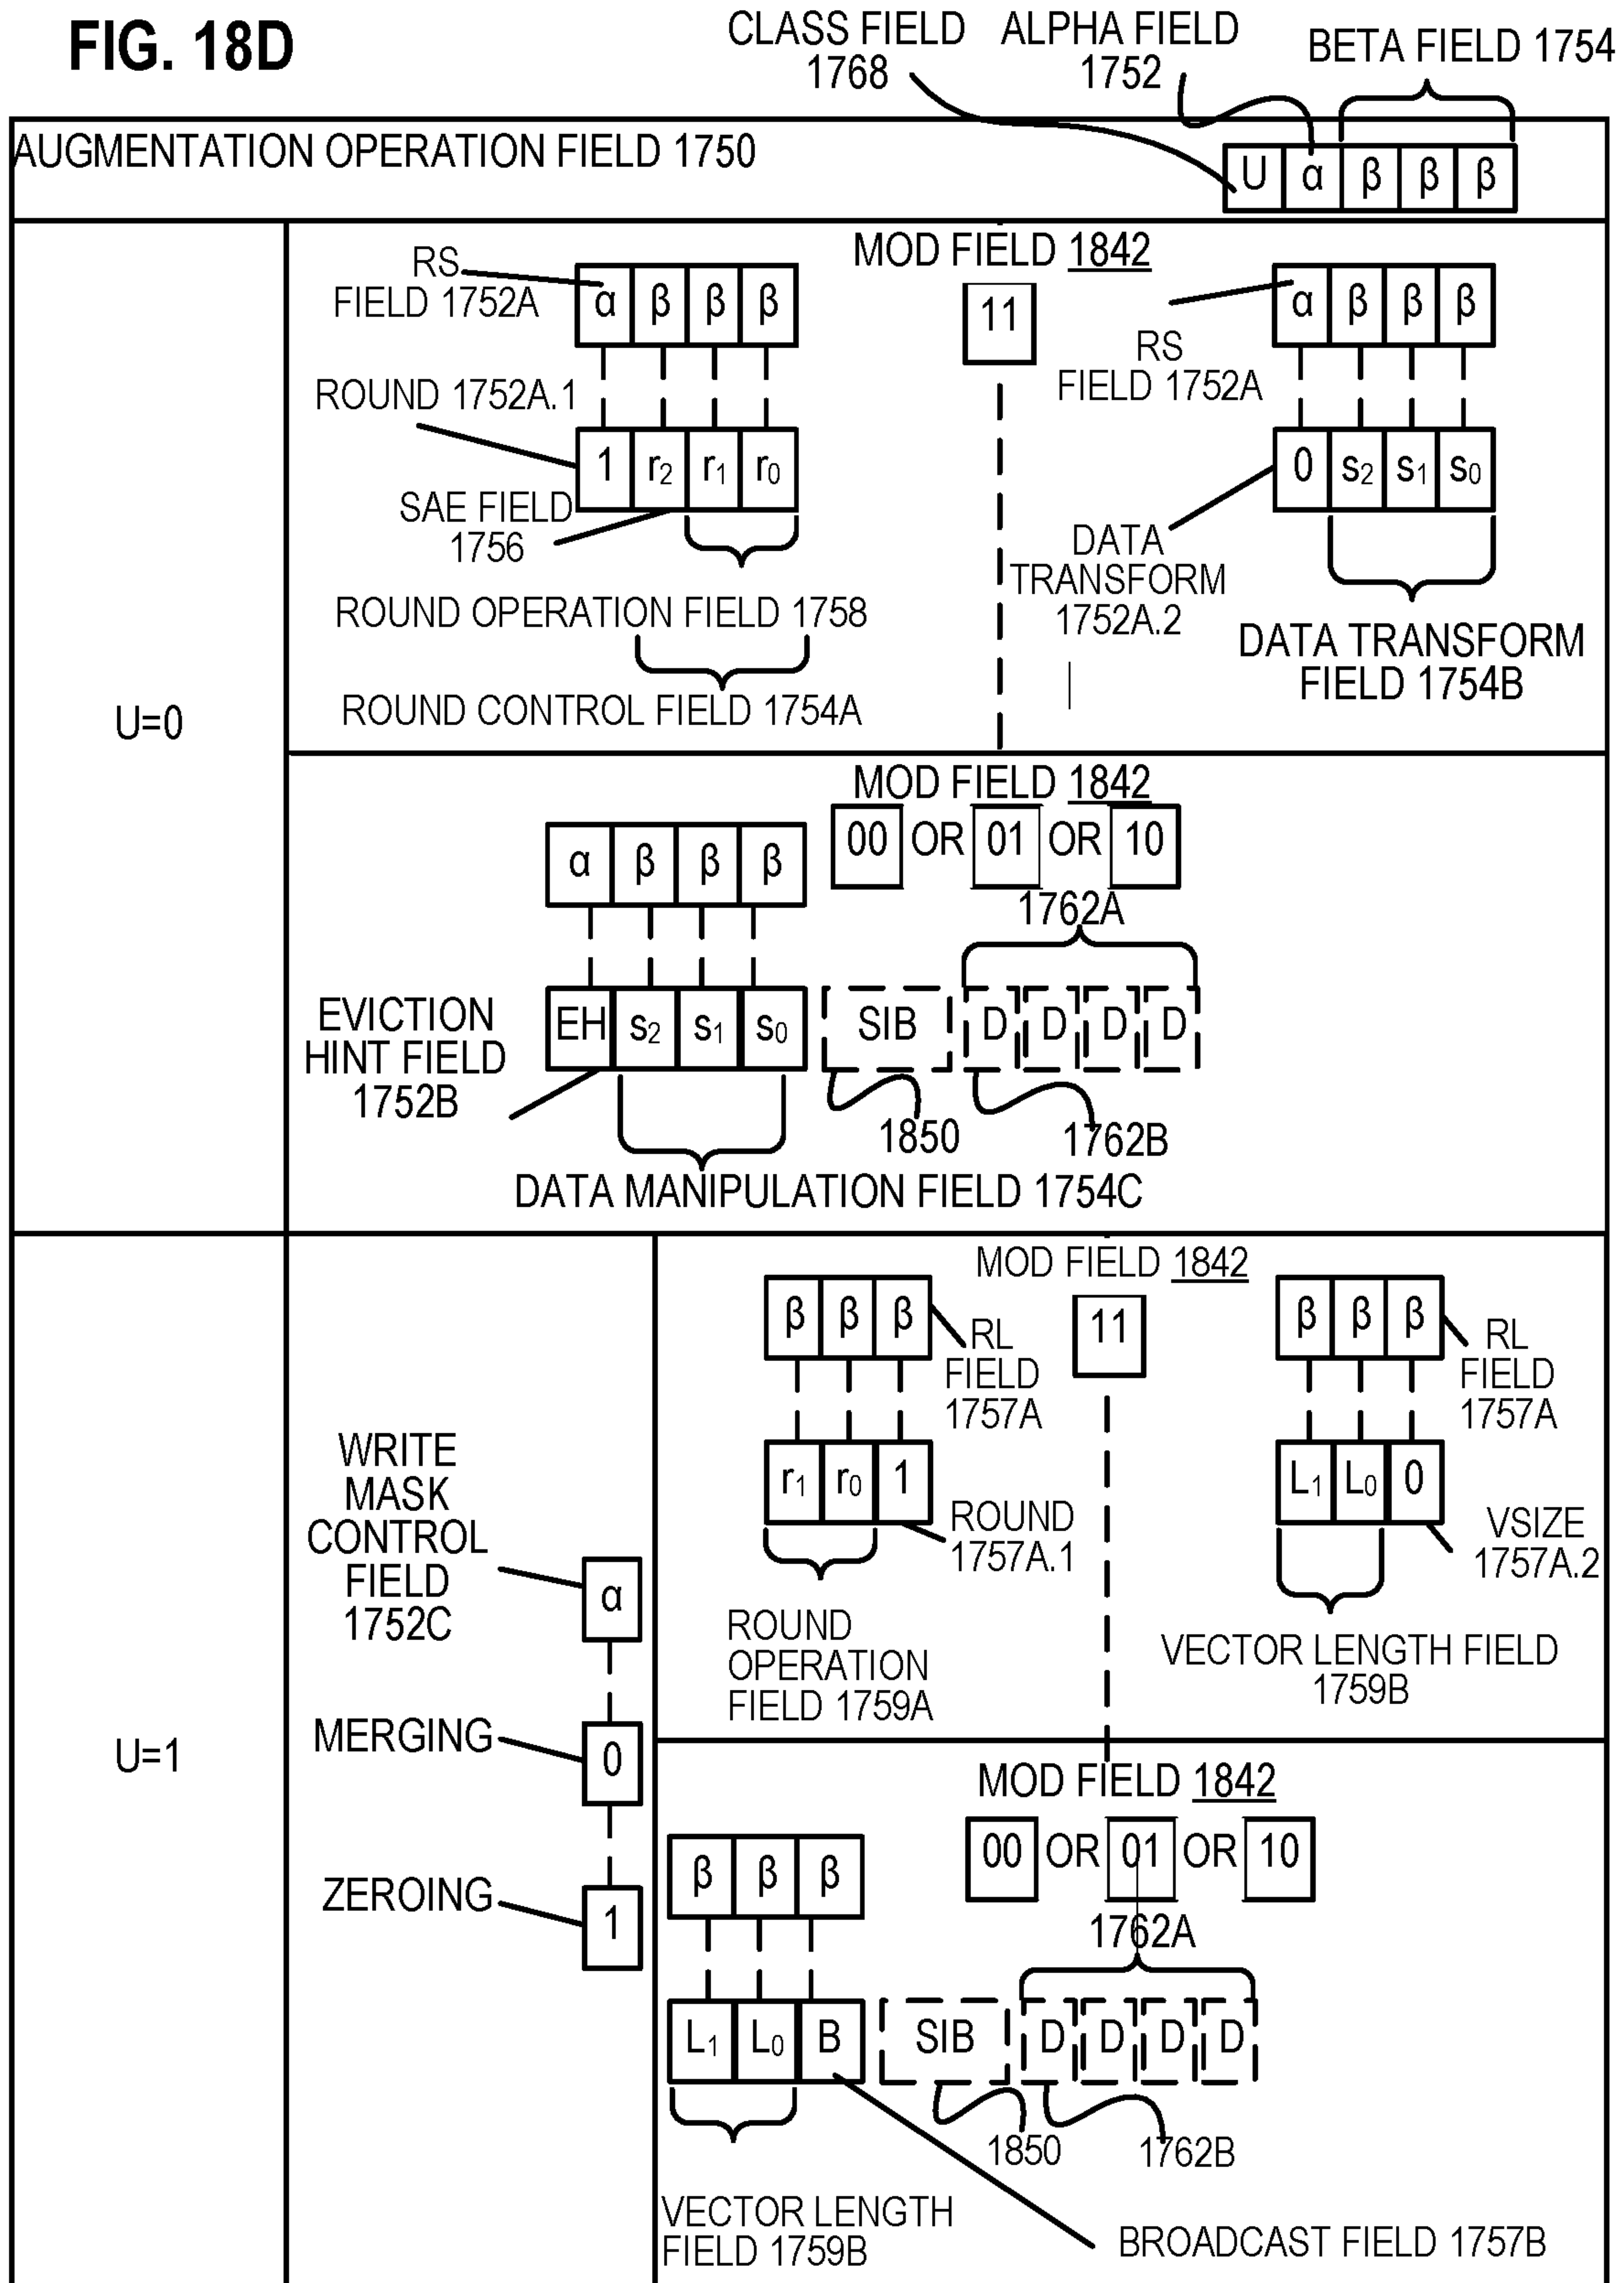 FIG. 18D
CLASS FIELD
1768
ALPHA FIELD
1752
BETA FIELD 1754
AUGMENTATION OPERATION FIELD 1750
U α β β β
U=0
MOD FIELD 1842
11
RS
FIELD 1752A
α β β β
ROUND 1752A.1
1 r2 r1 r0
SAE FIELD
1756
ROUND OPERATION FIELD 1758
ROUND CONTROL FIELD 1754A
α β β β
RS
FIELD 1752A
0 s2 s1 s0
DATA
TRANSFORM
1752A.2
DATA TRANSFORM
FIELD 1754B
MOD FIELD 1842
00 OR 01 OR 10
α β β β
1762A
EVICTION
HINT FIELD
1752B
EH s2 s1 s0 SIB D D D D
1850
1762B
DATA MANIPULATION FIELD 1754C
U=1
WRITE
MASK
CONTROL
FIELD
1752C
α
MERGING
0
ZEROING
1
MOD FIELD 1842
11
β β β
RL
FIELD
1757A
r1 r0 1
ROUND
1757A.1
ROUND
OPERATION
FIELD 1759A
β β β
RL
FIELD
1757A
L1 L0 0
VSIZE
1757A.2
VECTOR LENGTH FIELD
1759B
MOD FIELD 1842
00 OR 01 OR 10
β β β
1762A
L1 L0 B SIB D D D D
1850
1762B
VECTOR LENGTH
FIELD 1759B
BROADCAST FIELD 1757B